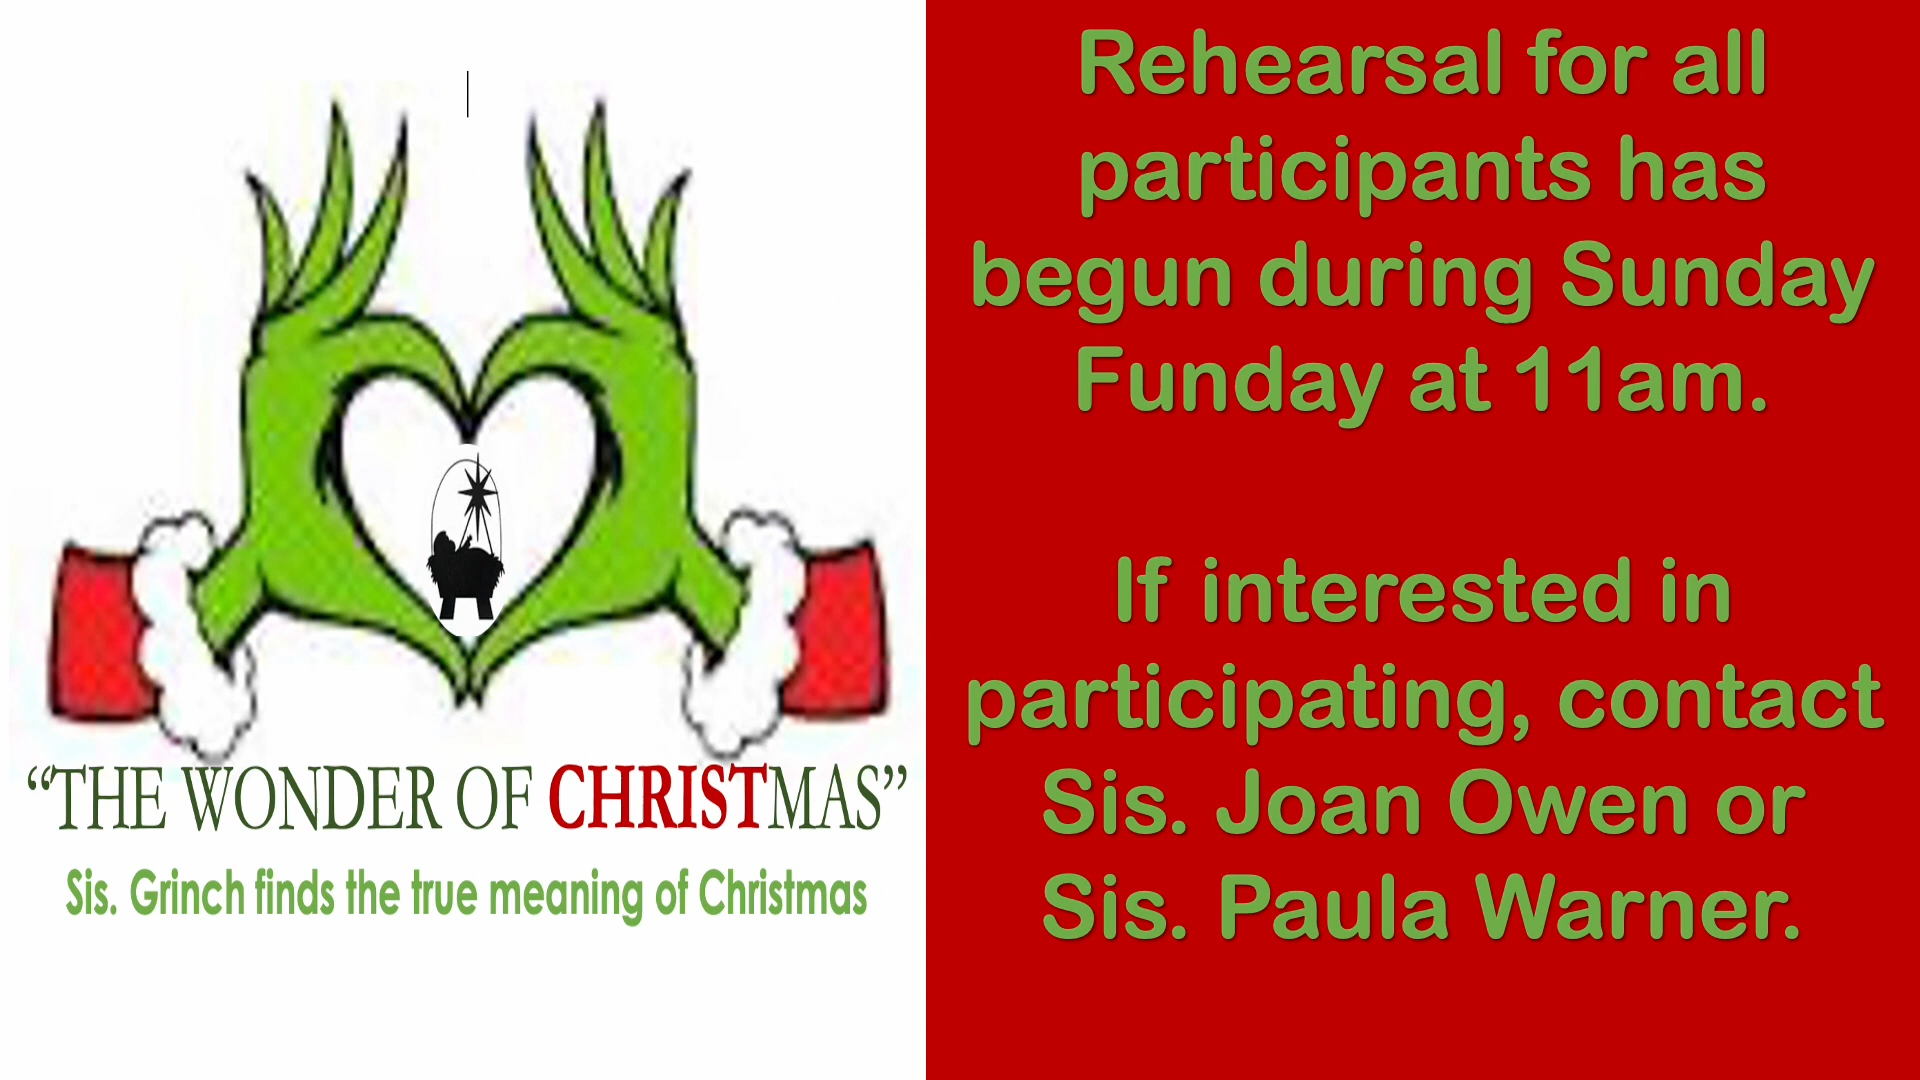 “THE WONDER OF CHRISTMAS”
Sis. Grinch finds the true meaning of Christmas
Rehearsal for all
participants has
begun during Sunday
Funday at 11am.
If interested in
participating, contact
Sis. Joan Owen or
Sis. Paula Warner.